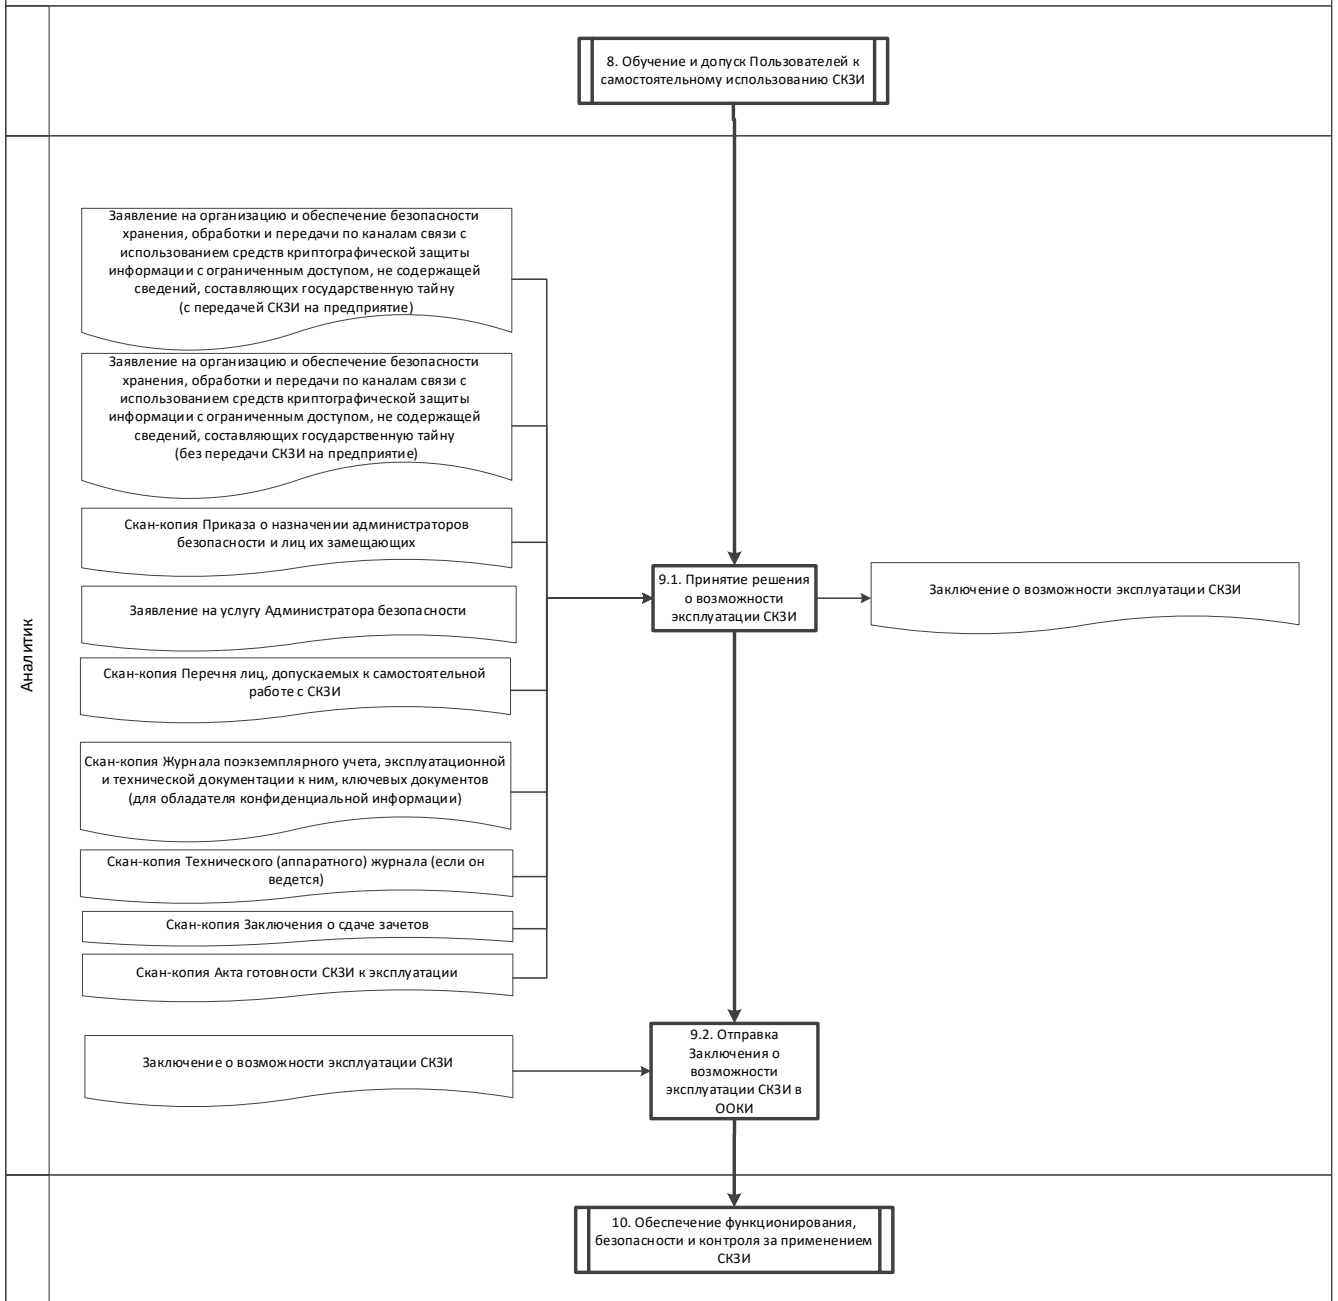 8. Обучение и допуск Пользователей к
самостоятельному использованию СКЗИ
Аналитик
Заявление на организацию и обеспечение безопасности
хранения, обработки и передачи по каналам связи с
использованием средств криптографической защиты
информации с ограниченным доступом, не содержащей
сведений, составляющих государственную тайну
(с передачей СКЗИ на предприятие)
Заявление на организацию и обеспечение безопасности
хранения, обработки и передачи по каналам связи с
использованием средств криптографической защиты
информации с ограниченным доступом, не содержащей
сведений, составляющих государственную тайну
(без передачи СКЗИ на предприятие)
Скан-копия Приказа о назначении администраторов
безопасности и лиц их замещающих
Заявление на услугу Администратора безопасности
Скан-копия Перечня лиц, допускаемых к самостоятельной
работе с СКЗИ
Скан-копия Журнала поэкземплярного учета, эксплуатационной
и технической документации к ним, ключевых документов
(для обладателя конфиденциальной информации)
Скан-копия Технического (аппаратного) журнала (если он
ведется)
Скан-копия Заключения о сдаче зачетов
Скан-копия Акта готовности СКЗИ к эксплуатации
9.1. Принятие решения
о возможности
эксплуатации СКЗИ
Заключение о возможности эксплуатации СКЗИ
Заключение о возможности эксплуатации СКЗИ
9.2. Отправка
Заключения о
возможности
эксплуатации СКЗИ в
ООКИ
10. Обеспечение функционирования,
безопасности и контроля за применением
СКЗИ